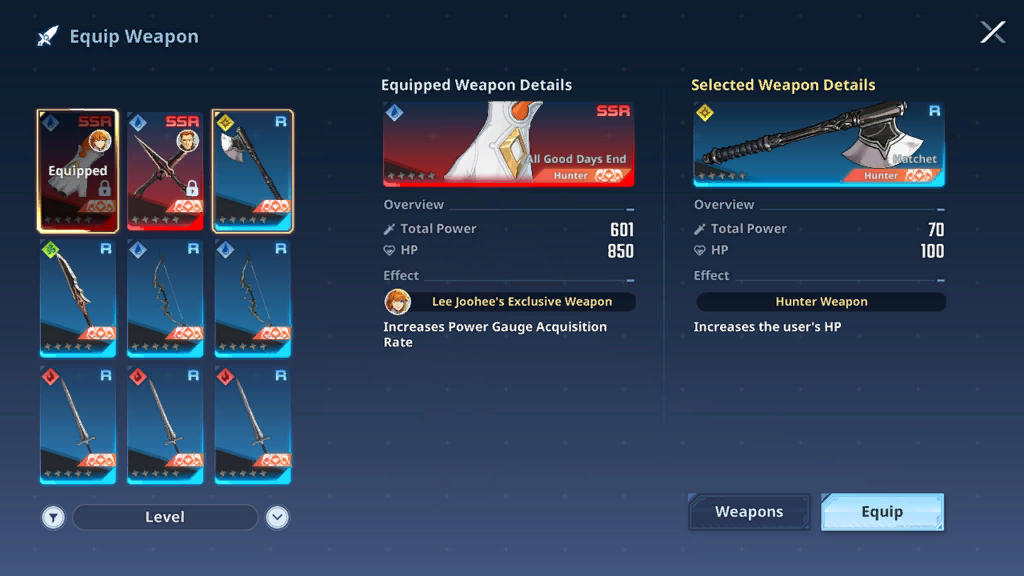 Equip Weapon
Equipped Weapon Details
Selected Weapon Details
SSR
SSR
R
Equipped
R
R
R
R
R
R
SSR
All Good Days End
Hunter
Overview
Total Power 601
HP 850
Effect
Lee Joohee's Exclusive Weapon
Increases Power Gauge Acquisition
Rate
R
Hatchet
Hunter
Overview
Total Power 70
HP 100
Effect
Hunter Weapon
Increases the user's HP
Level
Weapons
Equip